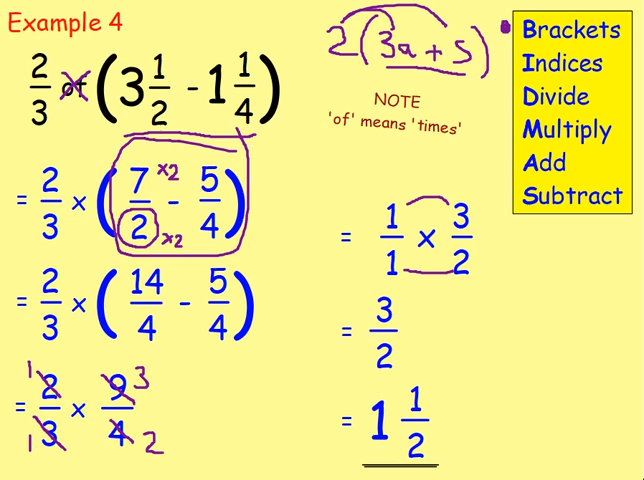 Example 4
2/3 of (3 1/2 - 1 1/4)
= 2/3 × (7/2 - 5/4)
×2
×2
= 2/3 × (14/4 - 5/4)
= 2/3 × 9/4
1 3
1 2
2(3a + 5)
NOTE
'of' means 'times'
= 1/1 × 3/2
= 3/2
= 1 1/2
Brackets
Indices
Divide
Multiply
Add
Subtract